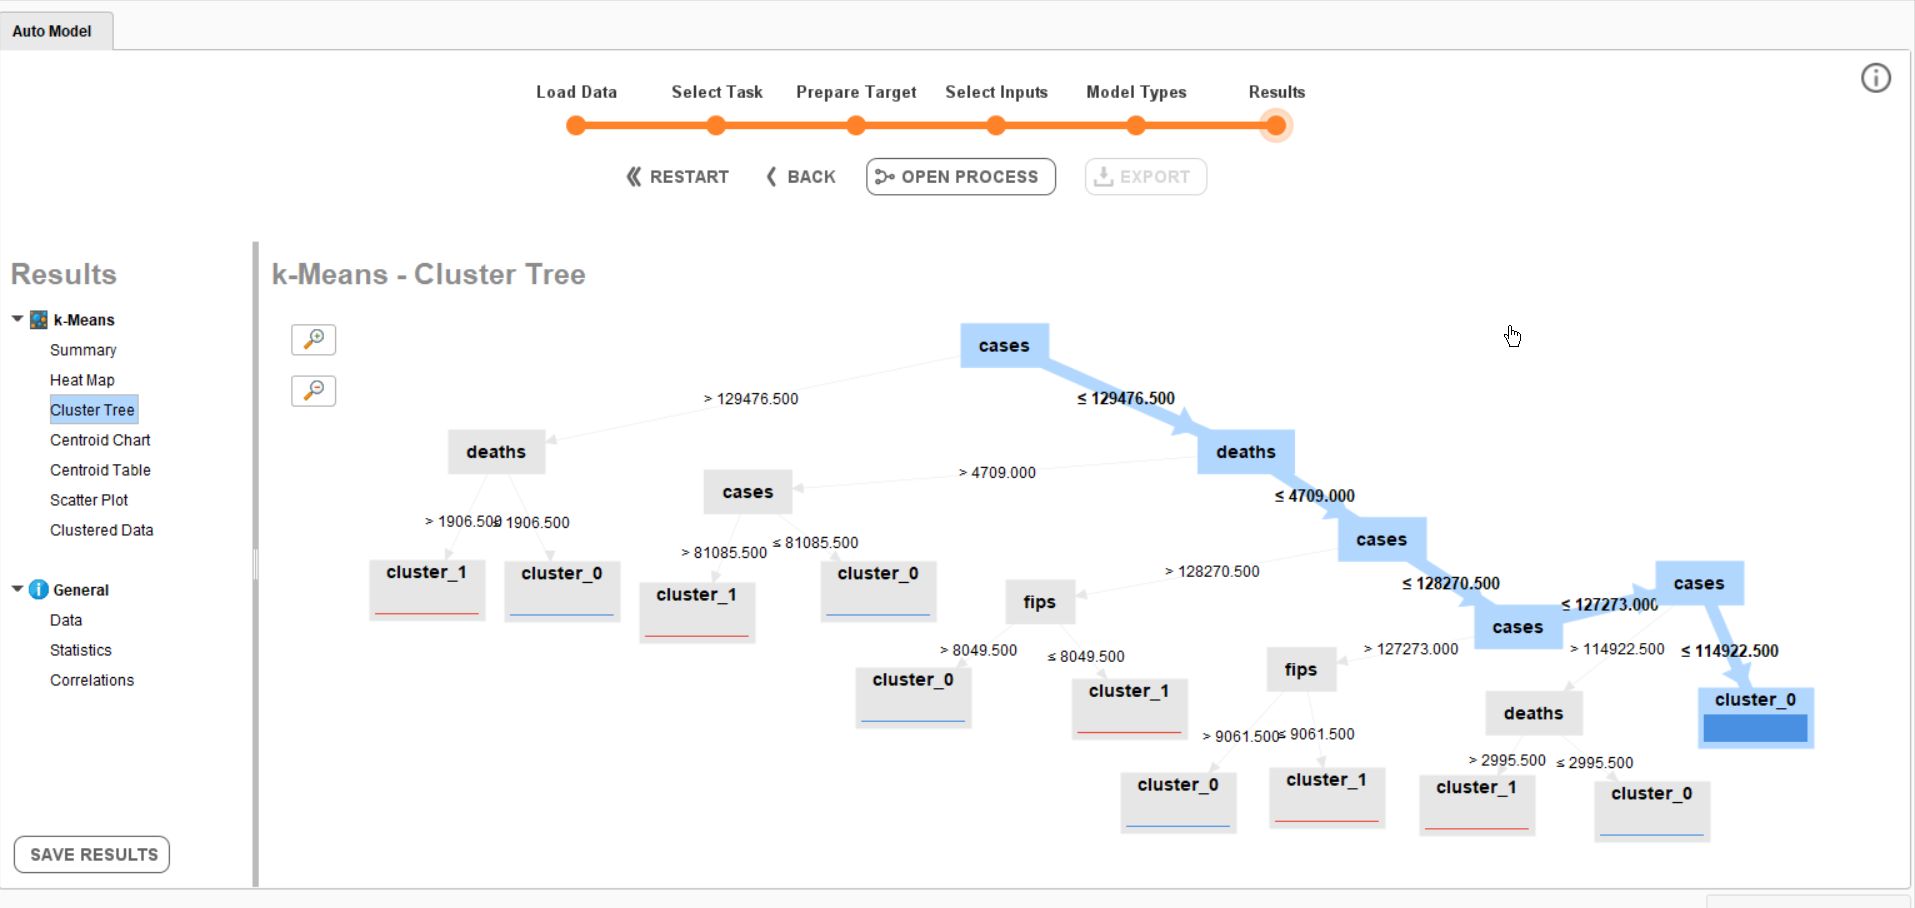 Auto Model
Load Data Select Task Prepare Target Select Inputs Model Types Results
RESTART BACK OPEN PROCESS EXPORT
Results
k-Means
Summary
Heat Map
Cluster Tree
Centroid Chart
Centroid Table
Scatter Plot
Clustered Data
General
Data
Statistics
Correlations
SAVE RESULTS
k-Means - Cluster Tree
cases
> 129476.500 ≤ 129476.500
deaths deaths
> 4709.000 ≤ 4709.000
cases
> 1906.500 ≤ 1906.500
cases
> 81085.500 ≤ 81085.500
> 128270.500 ≤ 128270.500
cluster_1 cluster_0 cluster_1 cluster_0
fips
cases
≤ 127273.000
cases
> 8049.500 ≤ 8049.500
> 127273.000
> 114922.500 ≤ 114922.500
cluster_0 cluster_1
fips
deaths
cluster_0
> 9061.500 ≤ 9061.500
> 2995.500 ≤ 2995.500
cluster_0 cluster_1 cluster_1 cluster_0